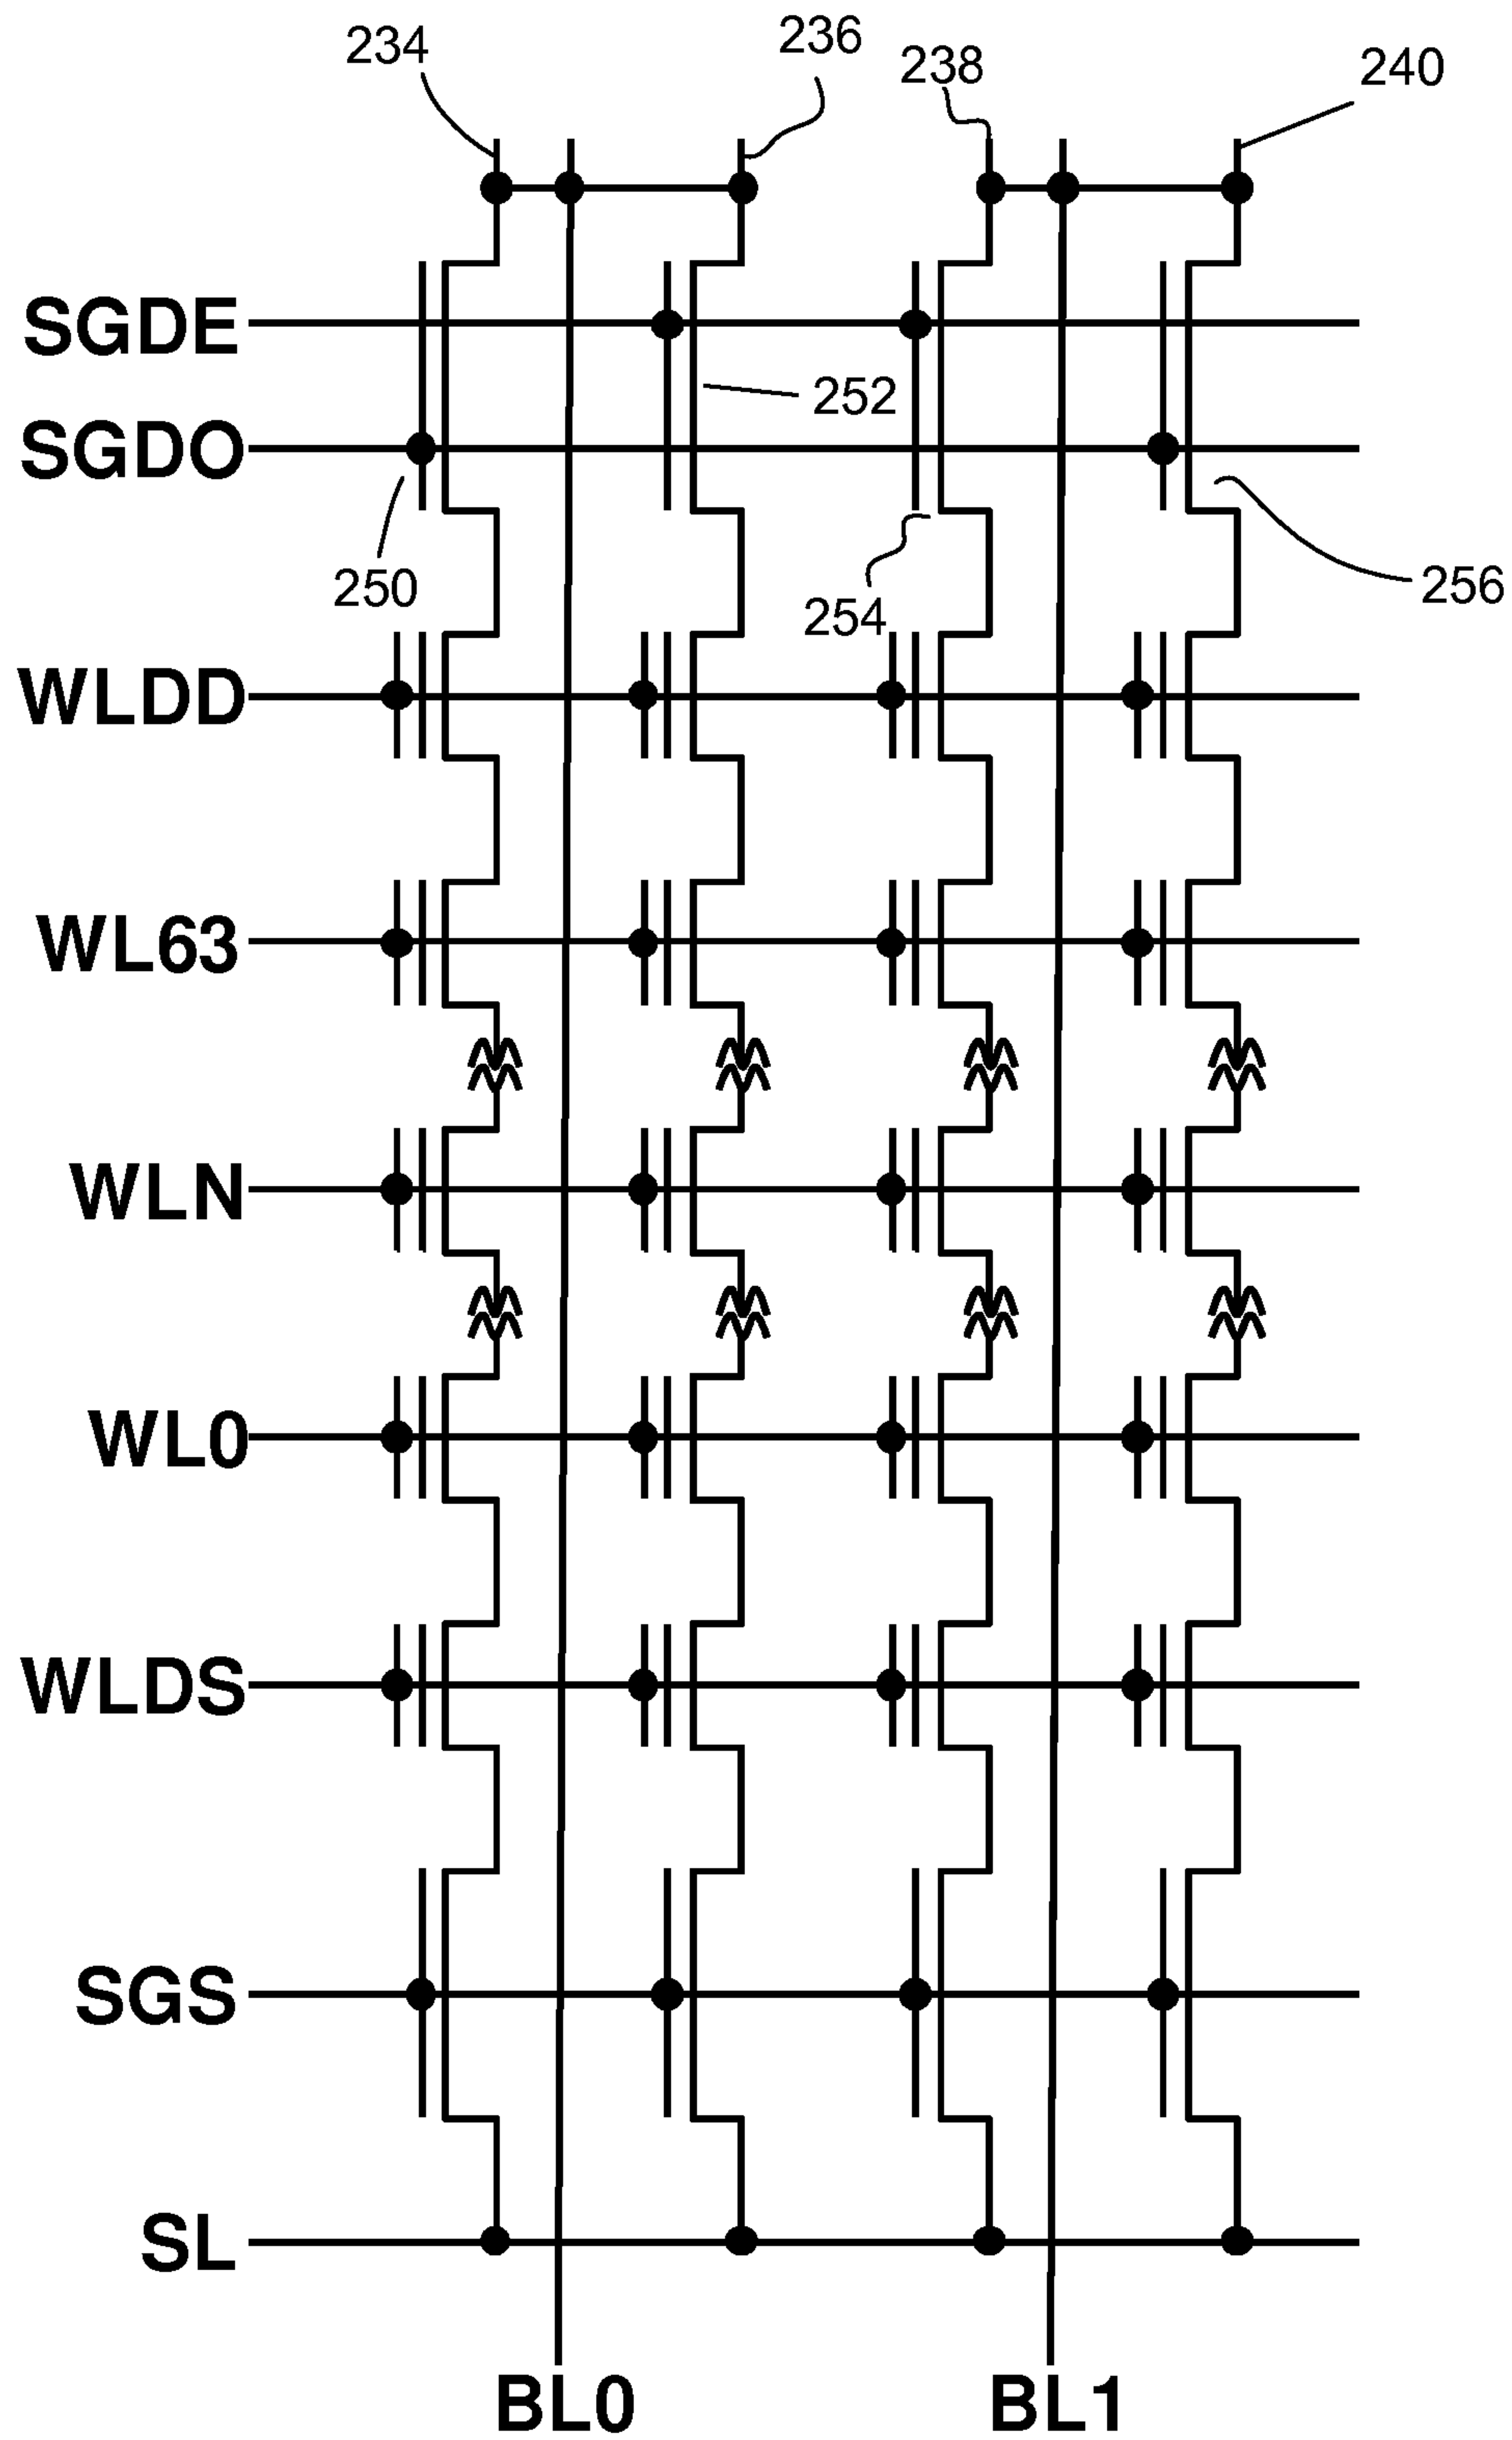 234
236
238
240
SGDE
252
SGDO
250
254
256
WLDD
WL63
WLN
WL0
WLDS
SGS
SL
BL0
BL1